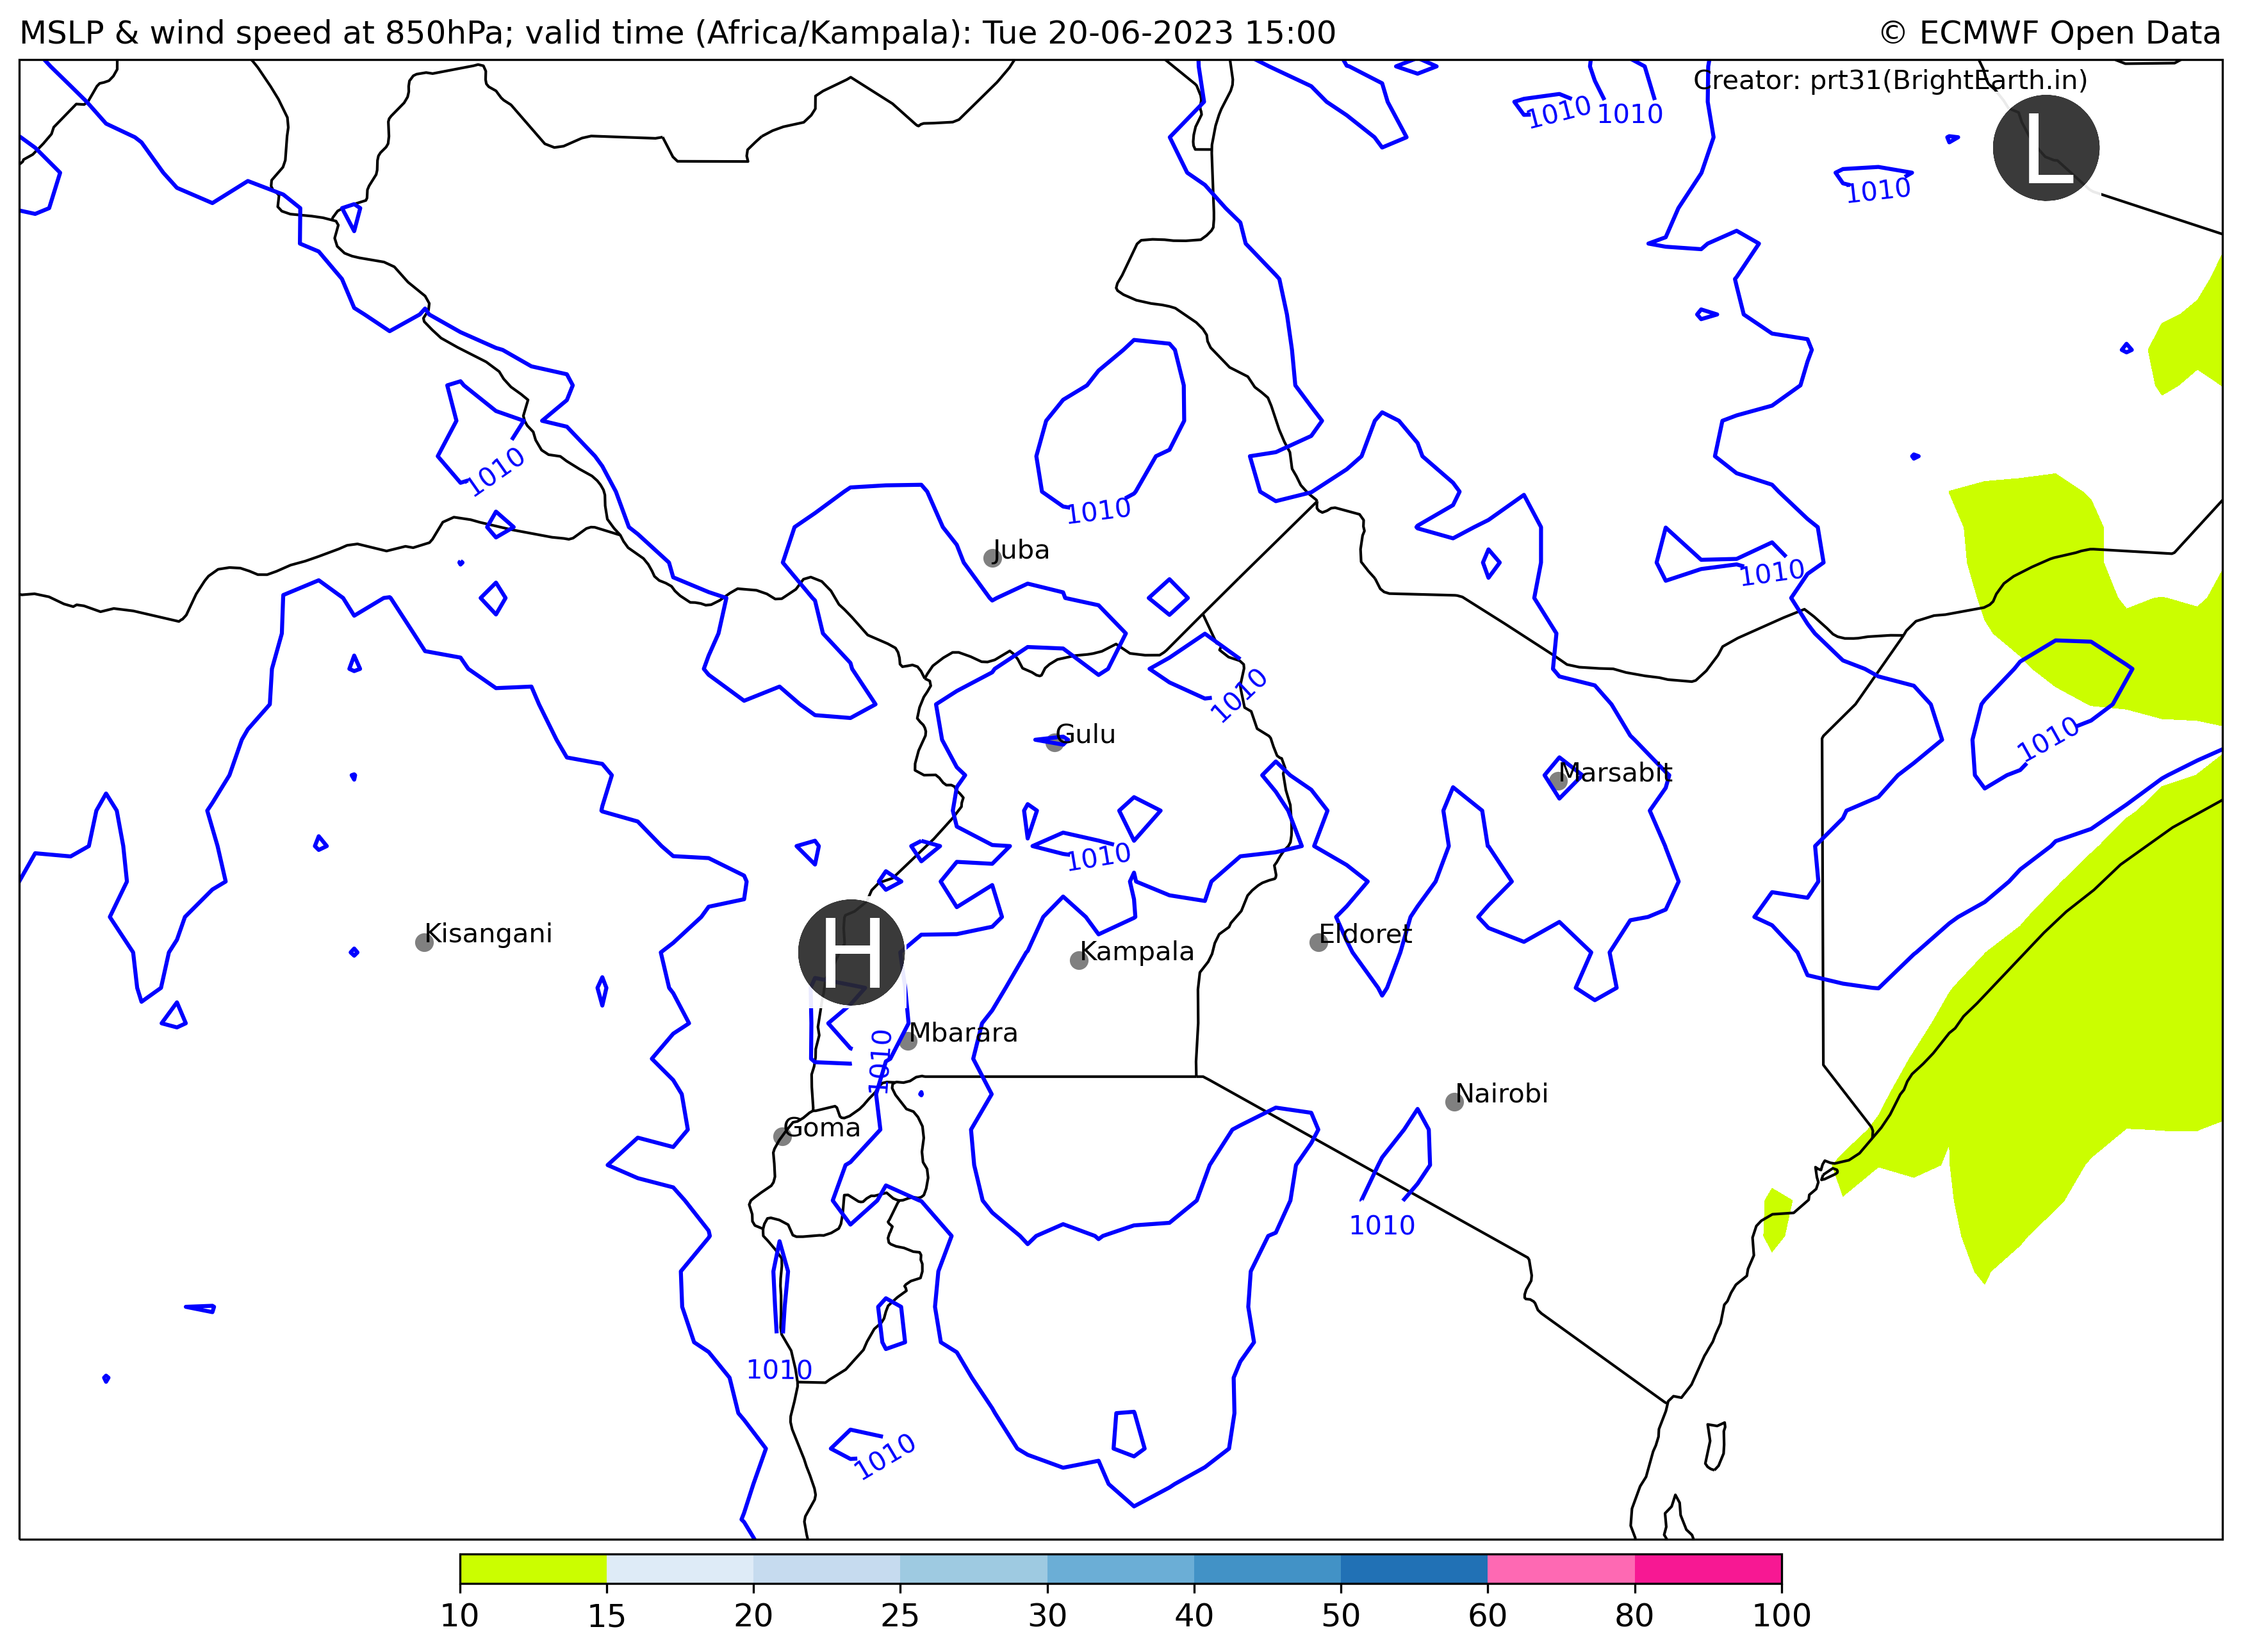 MSLP & wind speed at 850hPa; valid time (Africa/Kampala): Tue 20-06-2023 15:00
© ECMWF Open Data
Creator: prt31(BrightEarth.in)
1010
1010
L
1010
1010
1010
Juba
1010
1010
Gulu
1010
Marsabit
1010
Kisangani
H
Kampala
Eldoret
Mbarara
1010
Nairobi
Goma
1010
1010
1010
10 15 20 25 30 40 50 60 80 100